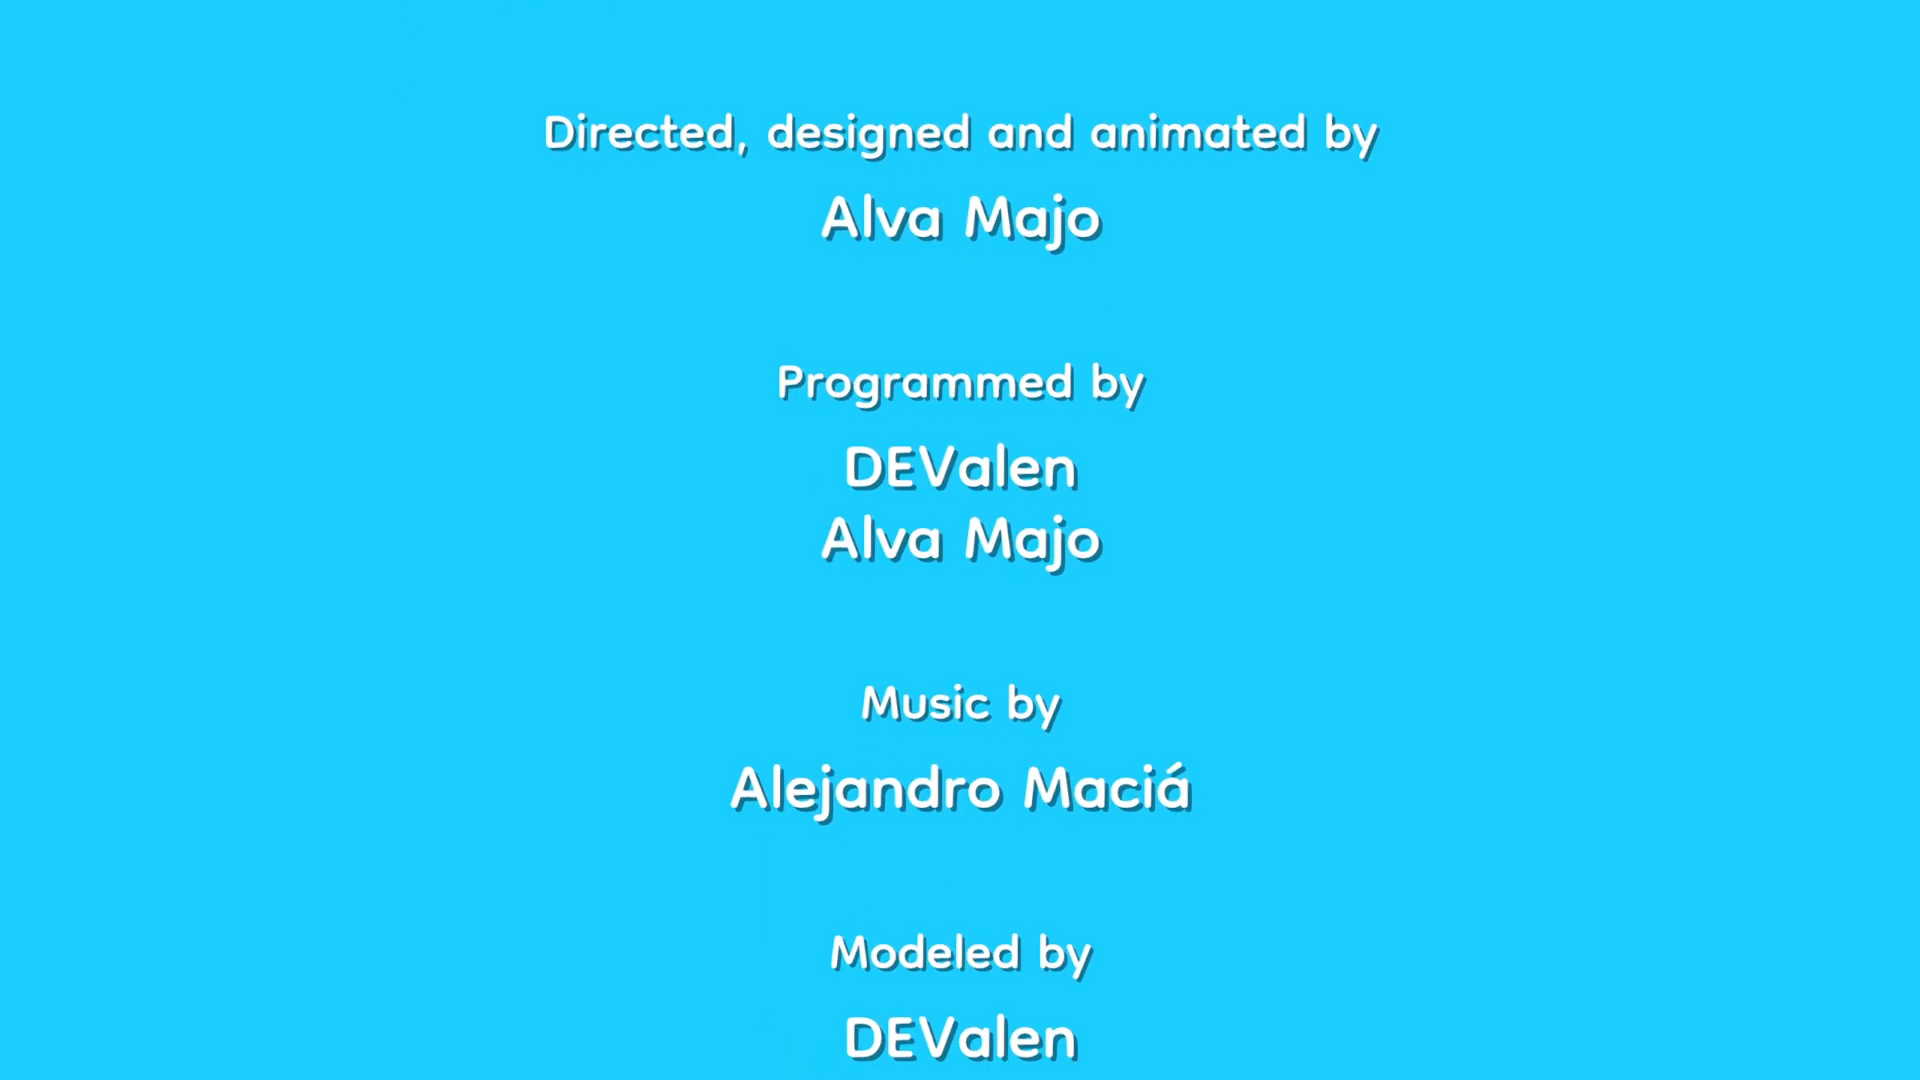 Directed, designed and animated by
Alva Majo
Programmed by
DEValen
Alva Majo
Music by
Alejandro Maciá
Modeled by
DEValen